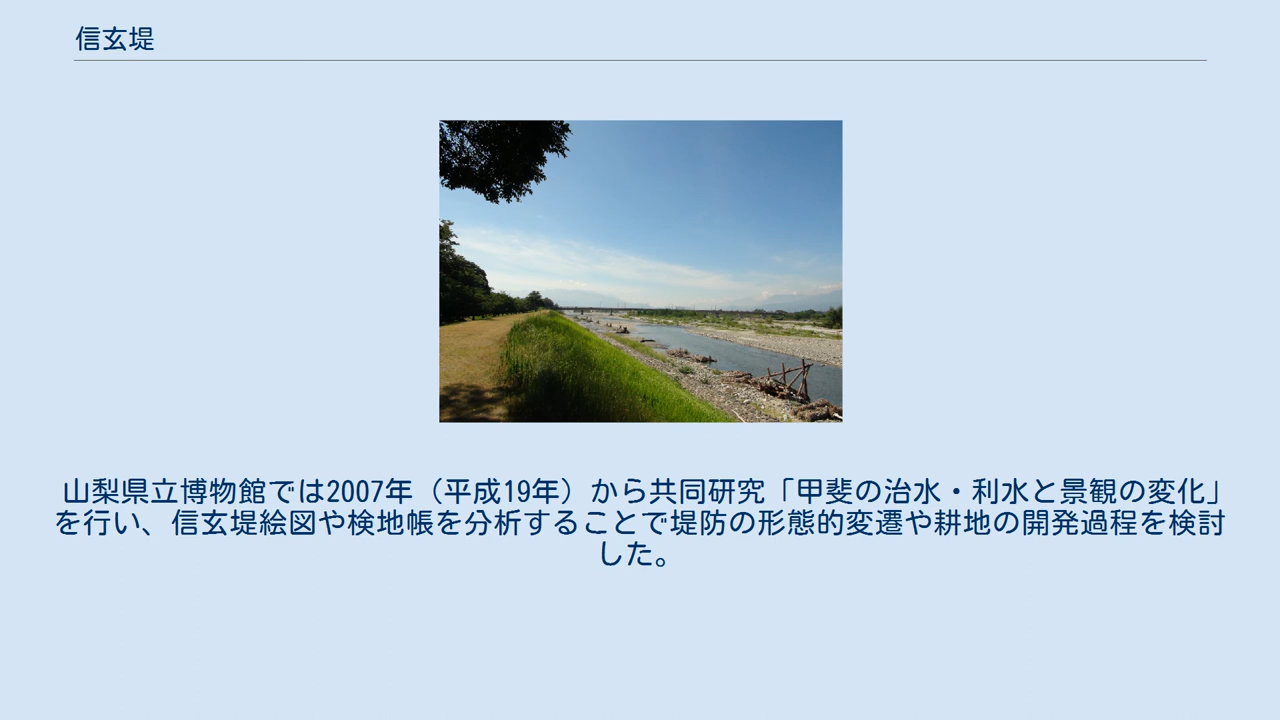 信玄堤
山梨県立博物館では2007年（平成19年）から共同研究「甲斐の治水・利水と景観の変化」
を行い、信玄堤絵図や検地帳を分析することで堤防の形態的変遷や耕地の開発過程を検討
した。